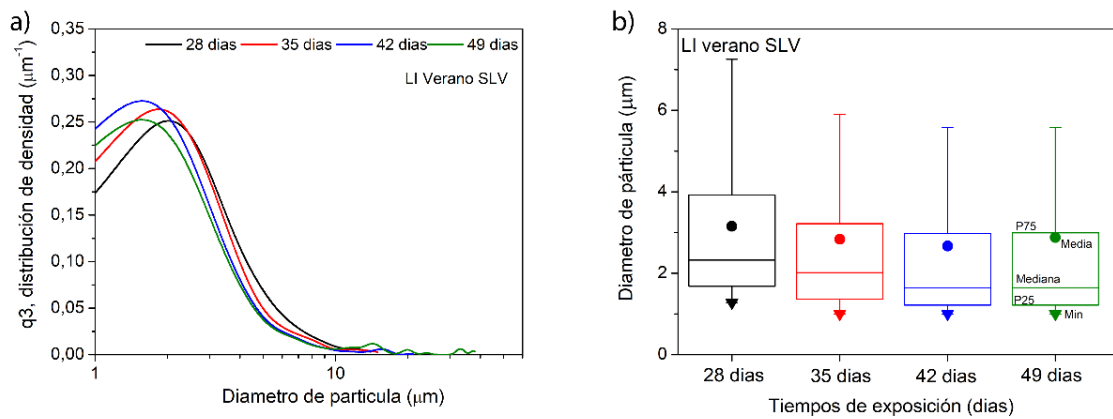 a)
0,35
0,30
0,25
0,20
0,15
0,10
0,05
0,00
q3, distribución de densidad (μm⁻¹)
28 dias 35 dias 42 dias 49 dias
LI Verano SLV
1 10
Diametro de particula (μm)
b)
8
6
4
2
0
Diametro de párticula (μm)
LI verano SLV
P75
Media
Mediana
P25
Min
28 dias 35 dias 42 dias 49 dias
Tiempos de exposición (dias)